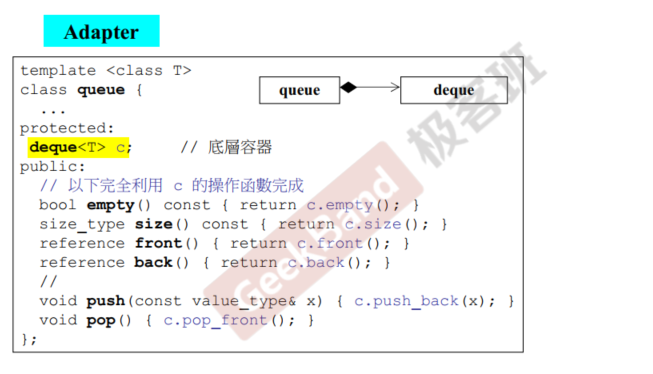 Adapter
template <class T>
class queue {
...
queue
deque
protected:
deque<T> c; // 底層容器
public:
// 以下完全利用 c 的操作函數完成
bool empty() const { return c.empty(); }
size_type size() const { return c.size(); }
reference front() { return c.front(); }
reference back() { return c.back(); }
//
void push(const value_type& x) { c.push_back(x); }
void pop() { c.pop_front(); }
};
GeekBand 极客班